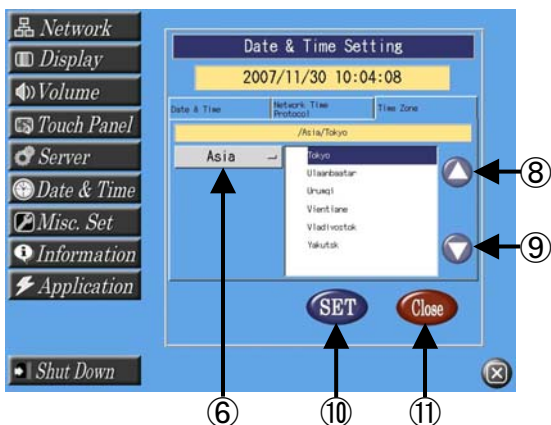 Network
Display
Volume
Touch Panel
Server
Date & Time
Misc. Set
Information
Application
Shut Down
Date & Time Setting
2007/11/30 10:04:08
Date & Time
Network Time
Protocol
Time Zone
/Asia/Tokyo
Asia
Tokyo
Ulaanbaatar
Urumqi
Vientiane
Vladivostok
Yakutsk
SET
Close
⑧
⑨
⑥
⑩
⑪